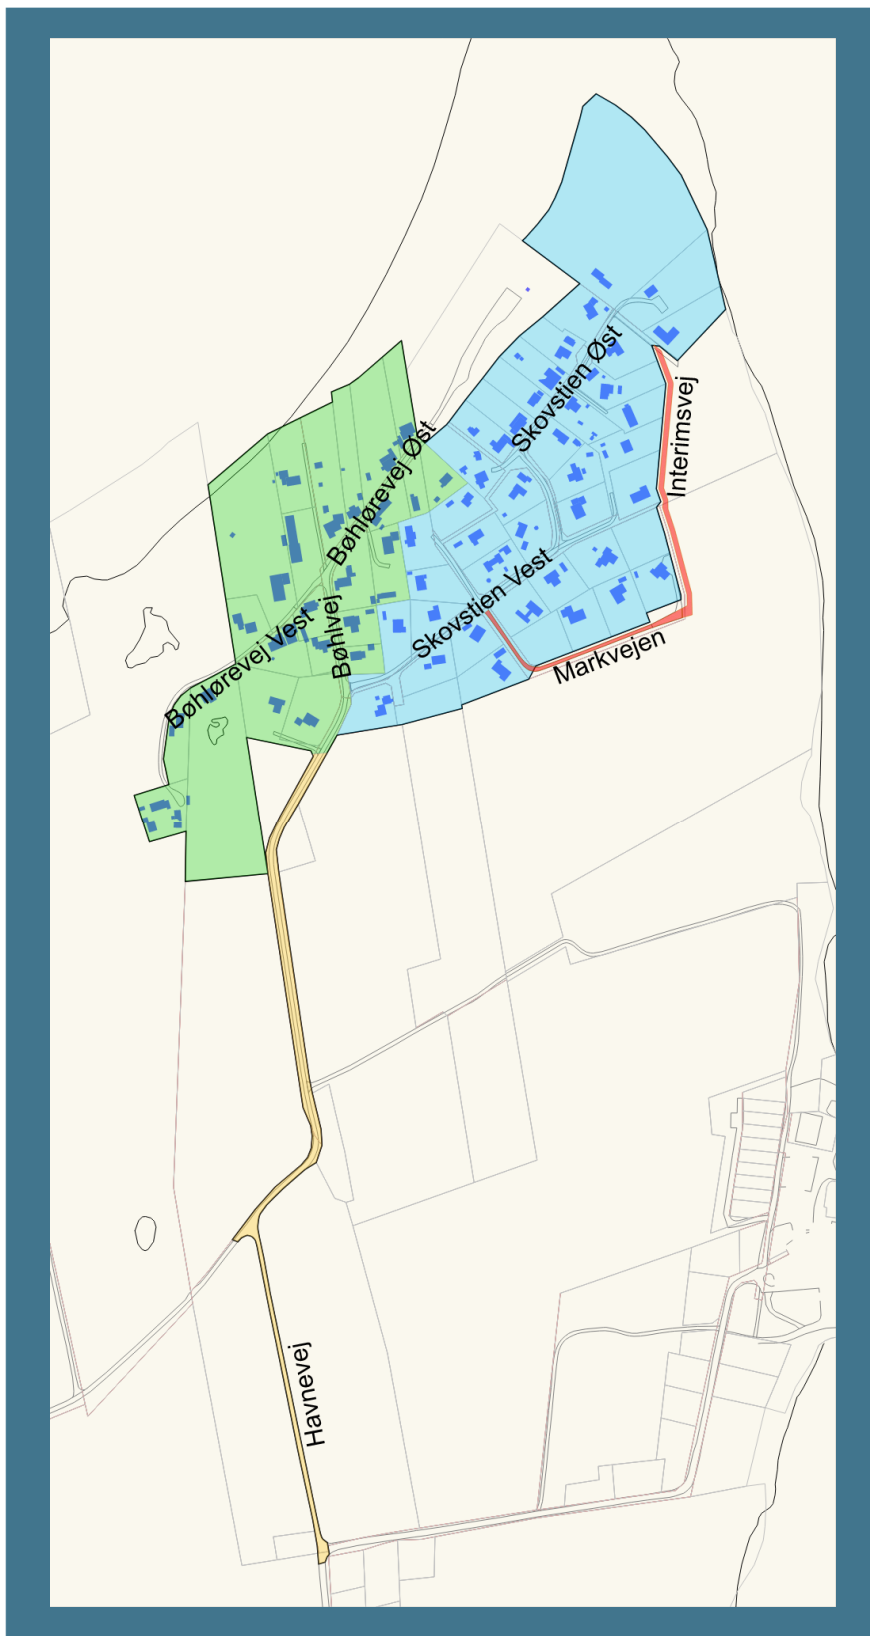 Skovstien Øst
Interimsvej
Bøhlørevej Øst
Skovstien Vest
Bøhlvej
Bøhlørevej Vest
Markvejen
Havnevej